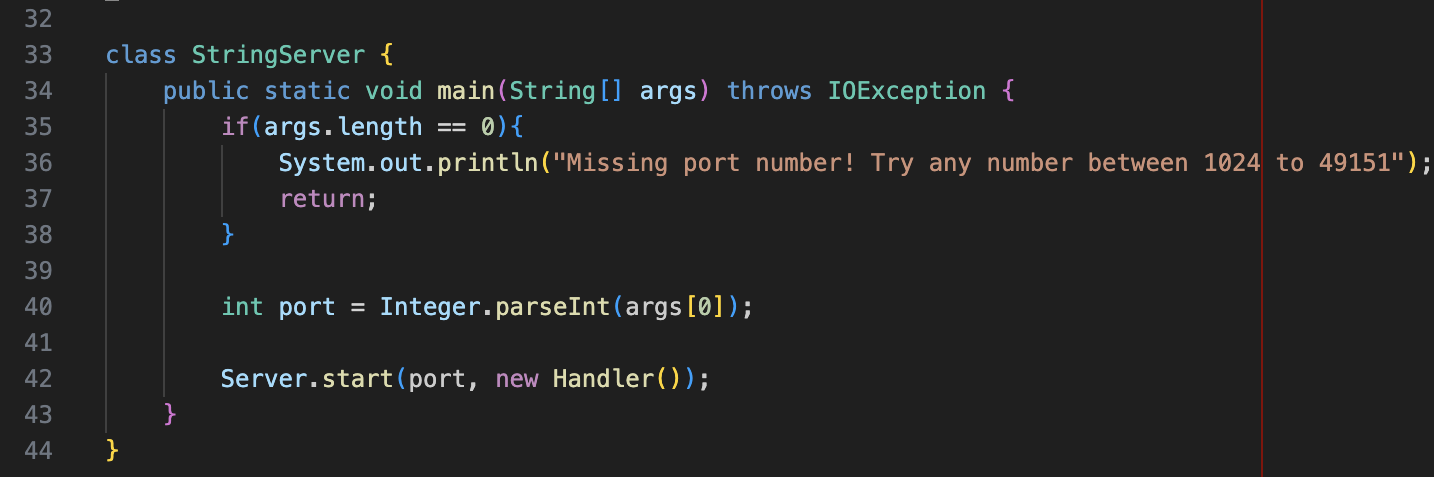 32
33 class StringServer {
34     public static void main(String[] args) throws IOException {
35         if(args.length == 0){
36             System.out.println("Missing port number! Try any number between 1024 to 49151");
37             return;
38         }
39
40         int port = Integer.parseInt(args[0]);
41
42         Server.start(port, new Handler());
43     }
44 }